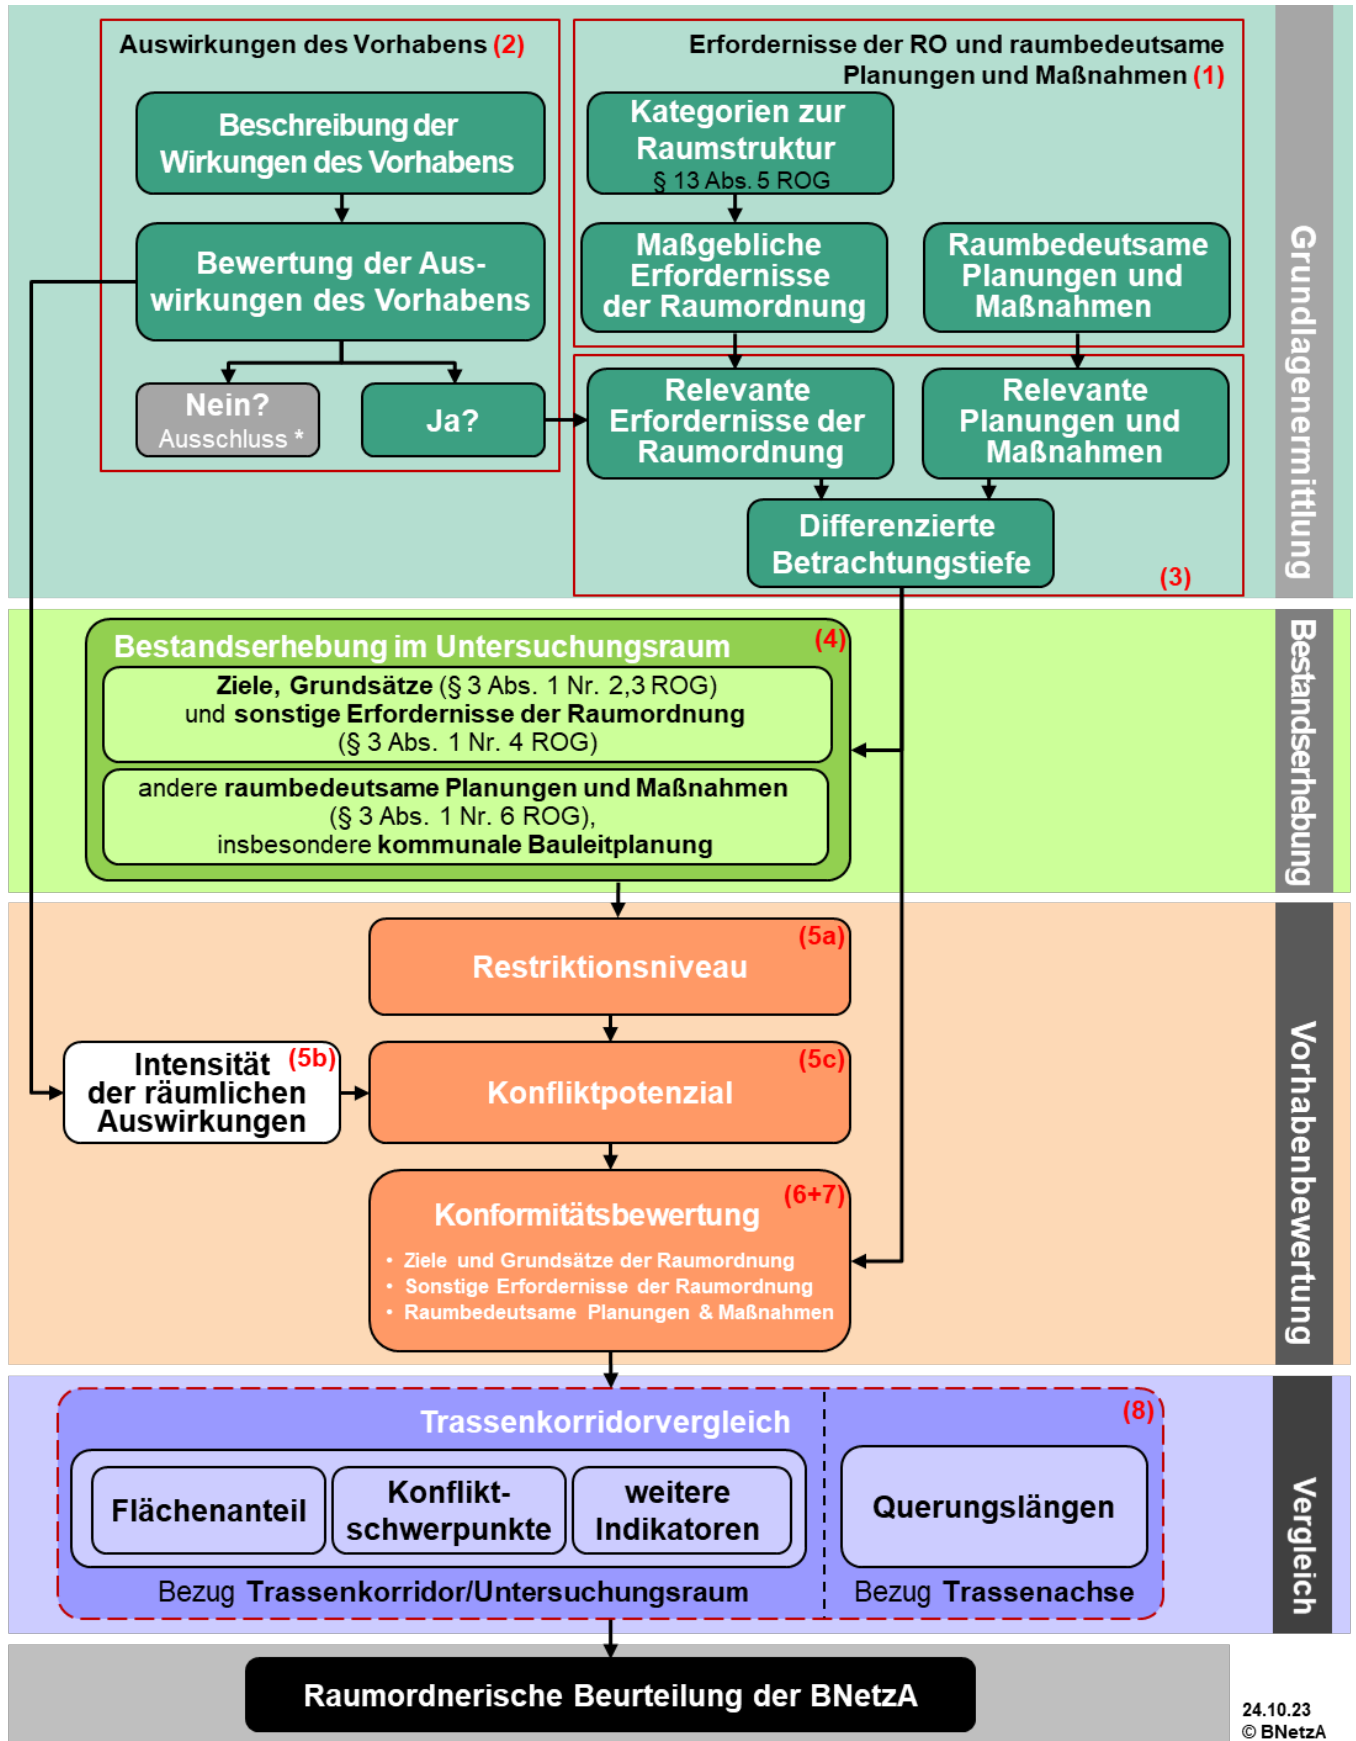 Auswirkungen des Vorhabens (2)
Erfordernisse der RO und raumbedeutsame
Planungen und Maßnahmen (1)
Beschreibung der
Wirkungen des Vorhabens
Kategorien zur
Raumstruktur
§ 13 Abs. 5 ROG
Bewertung der Aus-
wirkungen des Vorhabens
Maßgebliche
Erfordernisse
der Raumordnung
Raumbedeutsame
Planungen und
Maßnahmen
Nein?
Ausschluss *
Ja?
Relevante
Erfordernisse der
Raumordnung
Relevante
Planungen und
Maßnahmen
Differenzierte
Betrachtungstiefe
(3)
Grundlagenermittlung
Bestandserhebung im Untersuchungsraum (4)
Ziele, Grundsätze (§ 3 Abs. 1 Nr. 2,3 ROG)
und sonstige Erfordernisse der Raumordnung
(§ 3 Abs. 1 Nr. 4 ROG)
andere raumbedeutsame Planungen und Maßnahmen
(§ 3 Abs. 1 Nr. 6 ROG),
insbesondere kommunale Bauleitplanung
Bestandserhebung
(5a)
Restriktionsniveau
(5b)
Intensität
der räumlichen
Auswirkungen
(5c)
Konfliktpotenzial
(6+7)
Konformitätsbewertung
• Ziele und Grundsätze der Raumordnung
• Sonstige Erfordernisse der Raumordnung
• Raumbedeutsame Planungen & Maßnahmen
Vorhabenbewertung
Trassenkorridorvergleich
(8)
Flächenanteil
Konflikt-
schwerpunkte
weitere
Indikatoren
Querungslängen
Bezug Trassenkorridor/Untersuchungsraum
Bezug Trassenachse
Vergleich
Raumordnerische Beurteilung der BNetzA
24.10.23
© BNetzA